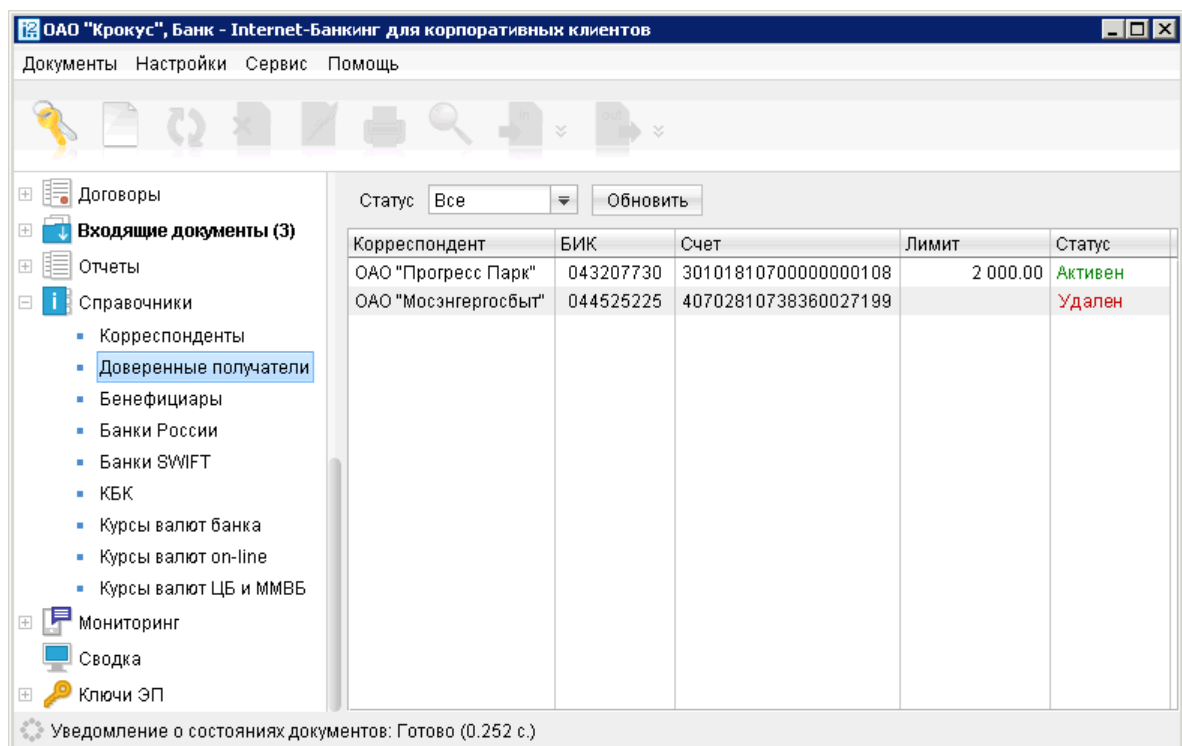 ОАО "Крокус", Банк - Internet-Банкинг для корпоративных клиентов
Документы Настройки Сервис Помощь
in out
Договоры
Входящие документы (3)
Отчеты
Справочники
Корреспонденты
Доверенные получатели
Бенефициары
Банки России
Банки SWIFT
КБК
Курсы валют банка
Курсы валют on-line
Курсы валют ЦБ и ММВБ
Мониторинг
Сводка
Ключи ЭП
Статус Все Обновить
Корреспондент БИК Счет Лимит Статус
ОАО "Прогресс Парк" 043207730 30101810700000000108 2 000.00 Активен
ОАО "Мосэнгергосбыт" 044525225 40702810738360027199 Удален
Уведомление о состояниях документов: Готово (0.252 с.)